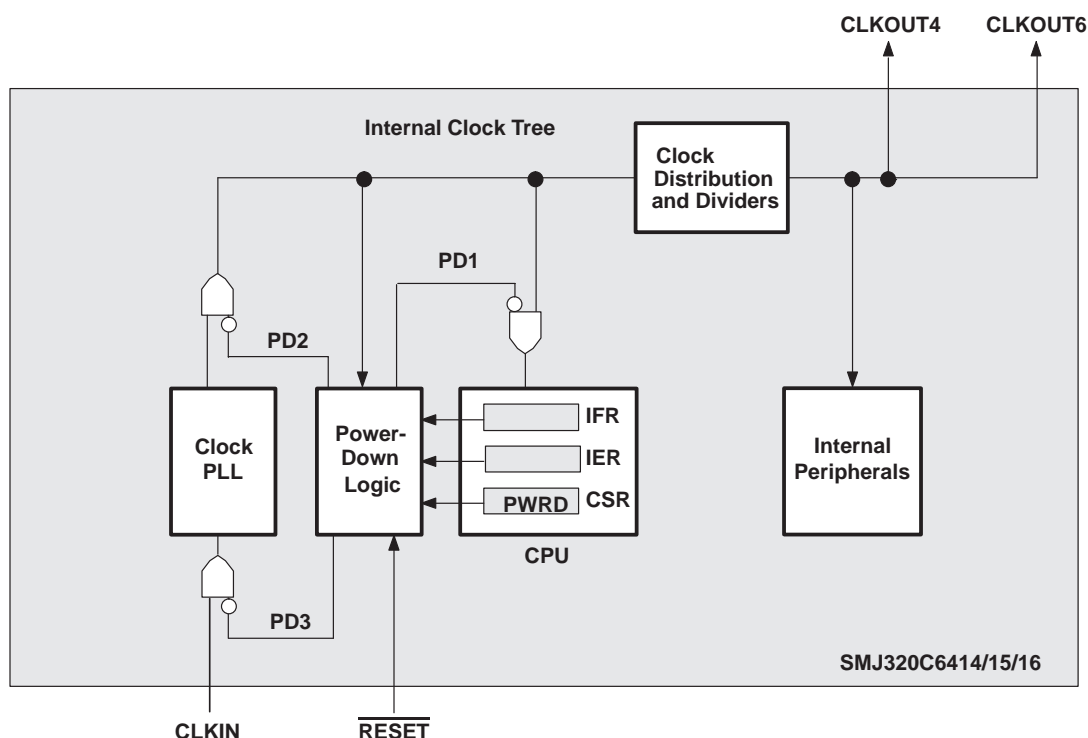 CLKOUT4
CLKOUT6
Internal Clock Tree
Clock
Distribution
and Dividers
PD1
PD2
Clock
PLL
Power-
Down
Logic
IFR
IER
PWRD
CSR
CPU
Internal
Peripherals
PD3
SMJ320C6414/15/16
CLKIN
RESET